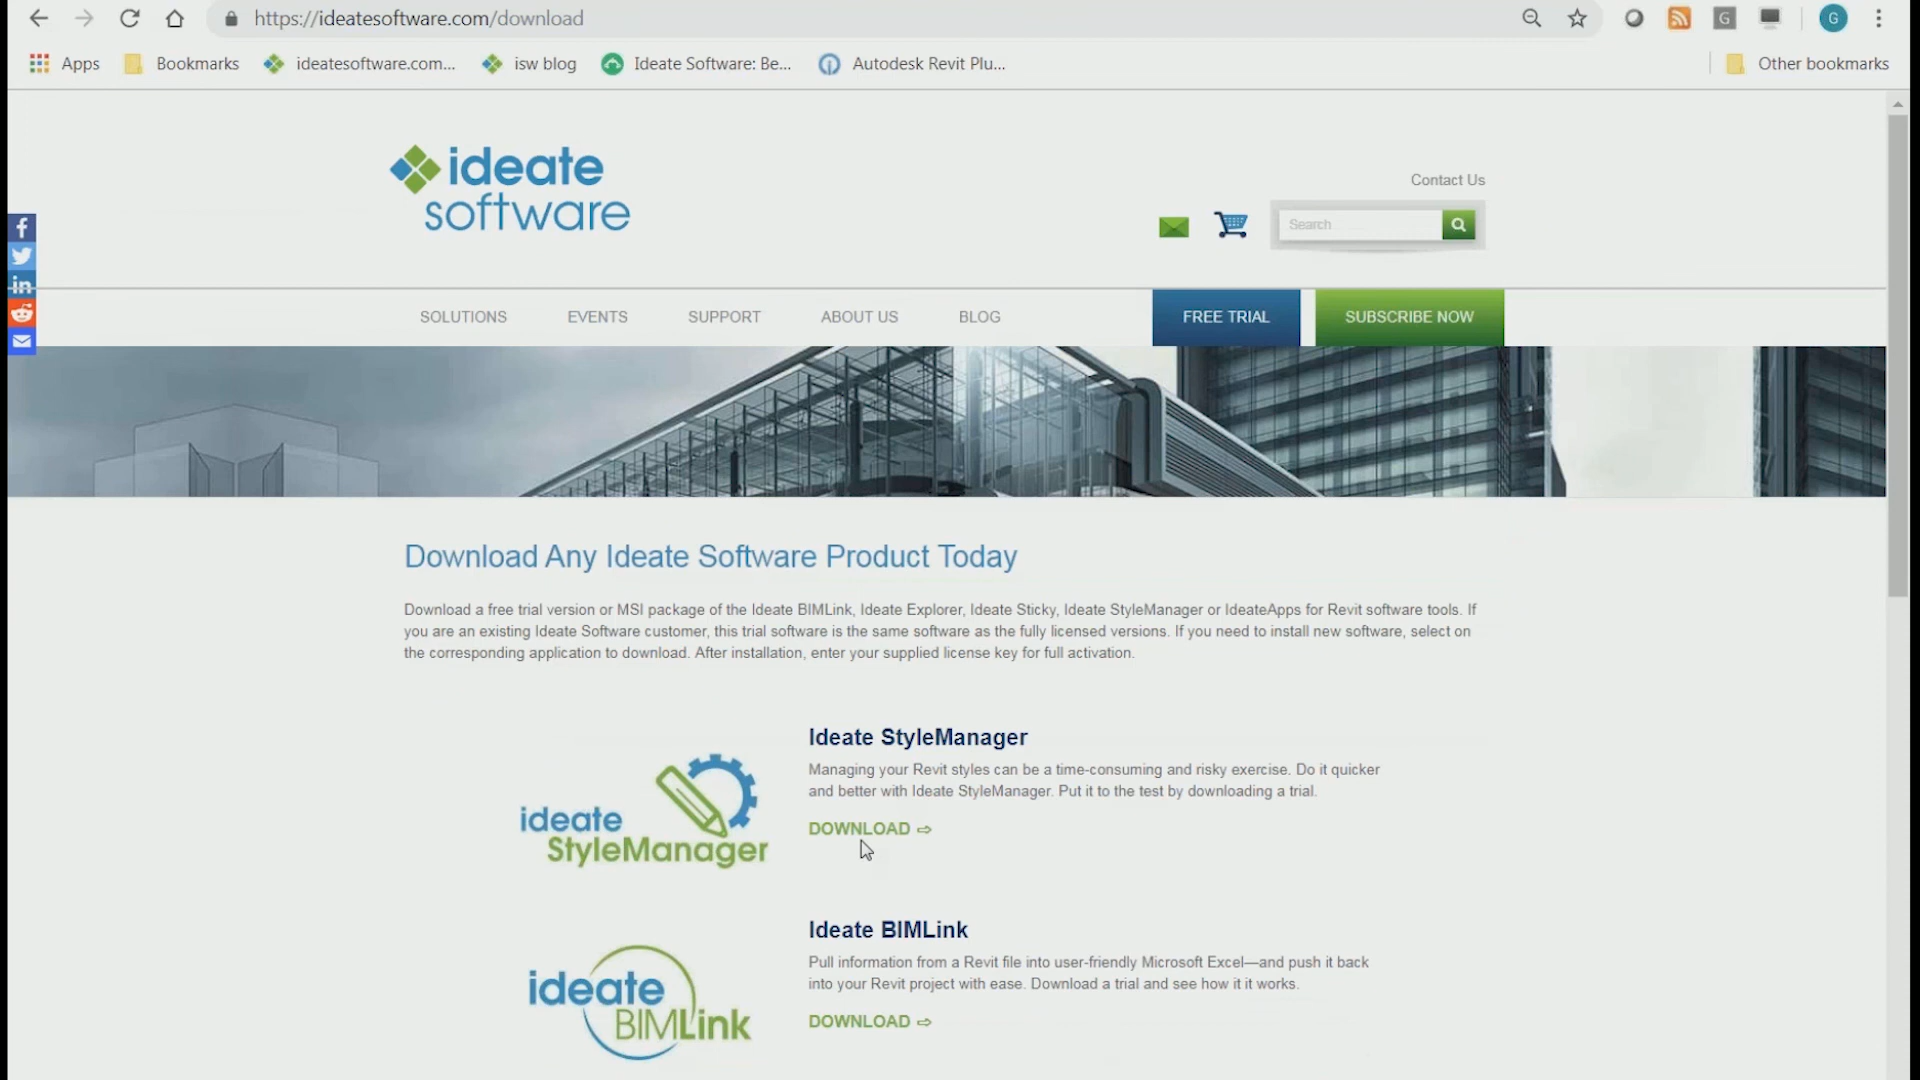 https://ideatesoftware.com/download
G
G
Apps
Bookmarks
ideatesoftware.com...
isw blog
Ideate Software: Be...
Autodesk Revit Plu...
Other bookmarks
ideate
software
Contact Us
Search
f
in
SOLUTIONS
EVENTS
SUPPORT
ABOUT US
BLOG
FREE TRIAL
SUBSCRIBE NOW
Download Any Ideate Software Product Today
Download a free trial version or MSI package of the Ideate BIMLink, Ideate Explorer, Ideate Sticky, Ideate StyleManager or IdeateApps for Revit software tools. If
you are an existing Ideate Software customer, this trial software is the same software as the fully licensed versions. If you need to install new software, select on
the corresponding application to download. After installation, enter your supplied license key for full activation.
ideate
StyleManager
Ideate StyleManager
Managing your Revit styles can be a time-consuming and risky exercise. Do it quicker
and better with Ideate StyleManager. Put it to the test by downloading a trial.
DOWNLOAD ⇨
ideate
BIMLink
Ideate BIMLink
Pull information from a Revit file into user-friendly Microsoft Excel—and push it back
into your Revit project with ease. Download a trial and see how it it works.
DOWNLOAD ⇨